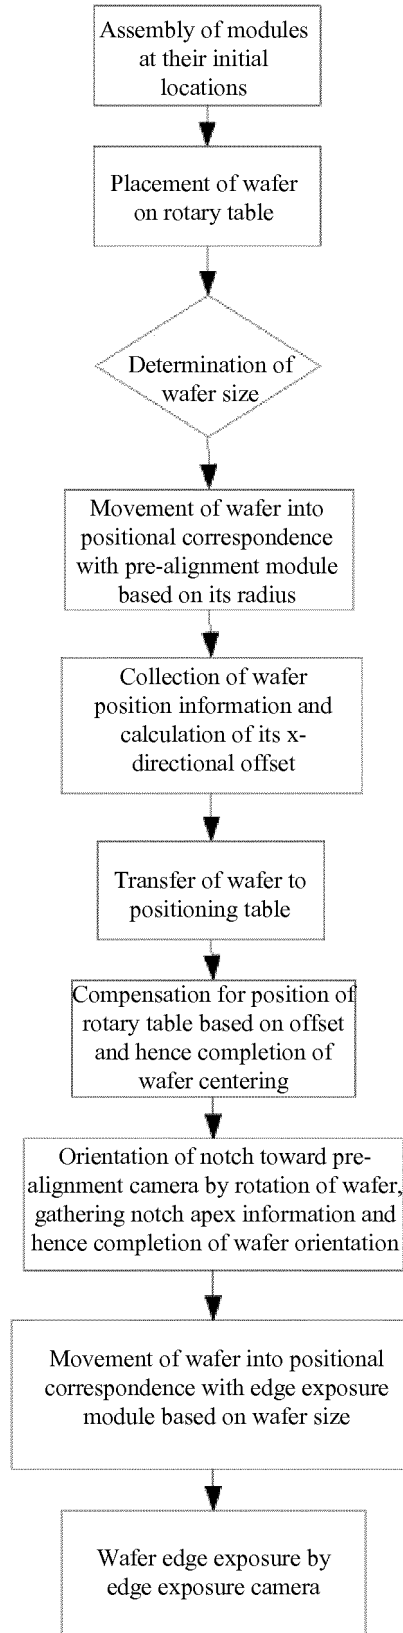 Assembly of modules
at their initial
locations
Placement of wafer
on rotary table
Determination of
wafer size
Movement of wafer into
positional correspondence
with pre-alignment module
based on its radius
Collection of wafer
position information and
calculation of its x-
directional offset
Transfer of wafer to
positioning table
Compensation for position of
rotary table based on offset
and hence completion of
wafer centering
Orientation of notch toward pre-
alignment camera by rotation of wafer,
gathering notch apex information and
hence completion of wafer orientation
Movement of wafer into positional
correspondence with edge exposure
module based on wafer size
Wafer edge exposure by
edge exposure camera